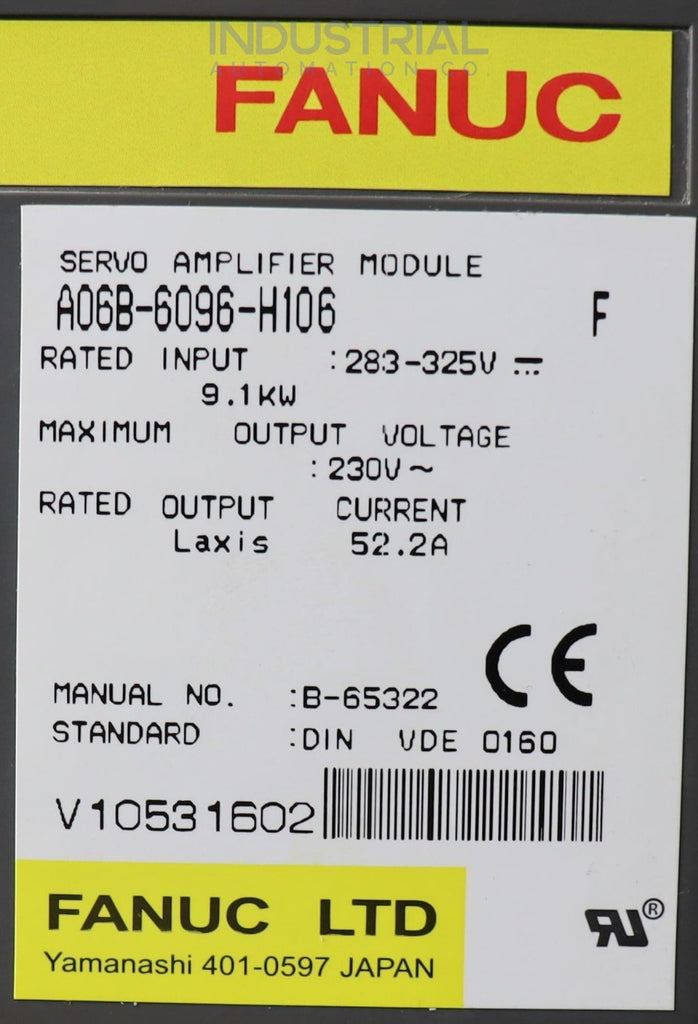 INDUSTRIAL
AUTOMATION CO.
FANUC
SERVO AMPLIFIER MODULE
A06B-6096-H106 F
RATED INPUT :283-325V ⎓
9.1KW
MAXIMUM OUTPUT VOLTAGE
:230V~
RATED OUTPUT CURRENT
Laxis 52.2A
CE
MANUAL NO. :B-65322
STANDARD :DIN VDE 0160
V10531602
FANUC LTD
Yamanashi 401-0597 JAPAN
RU®